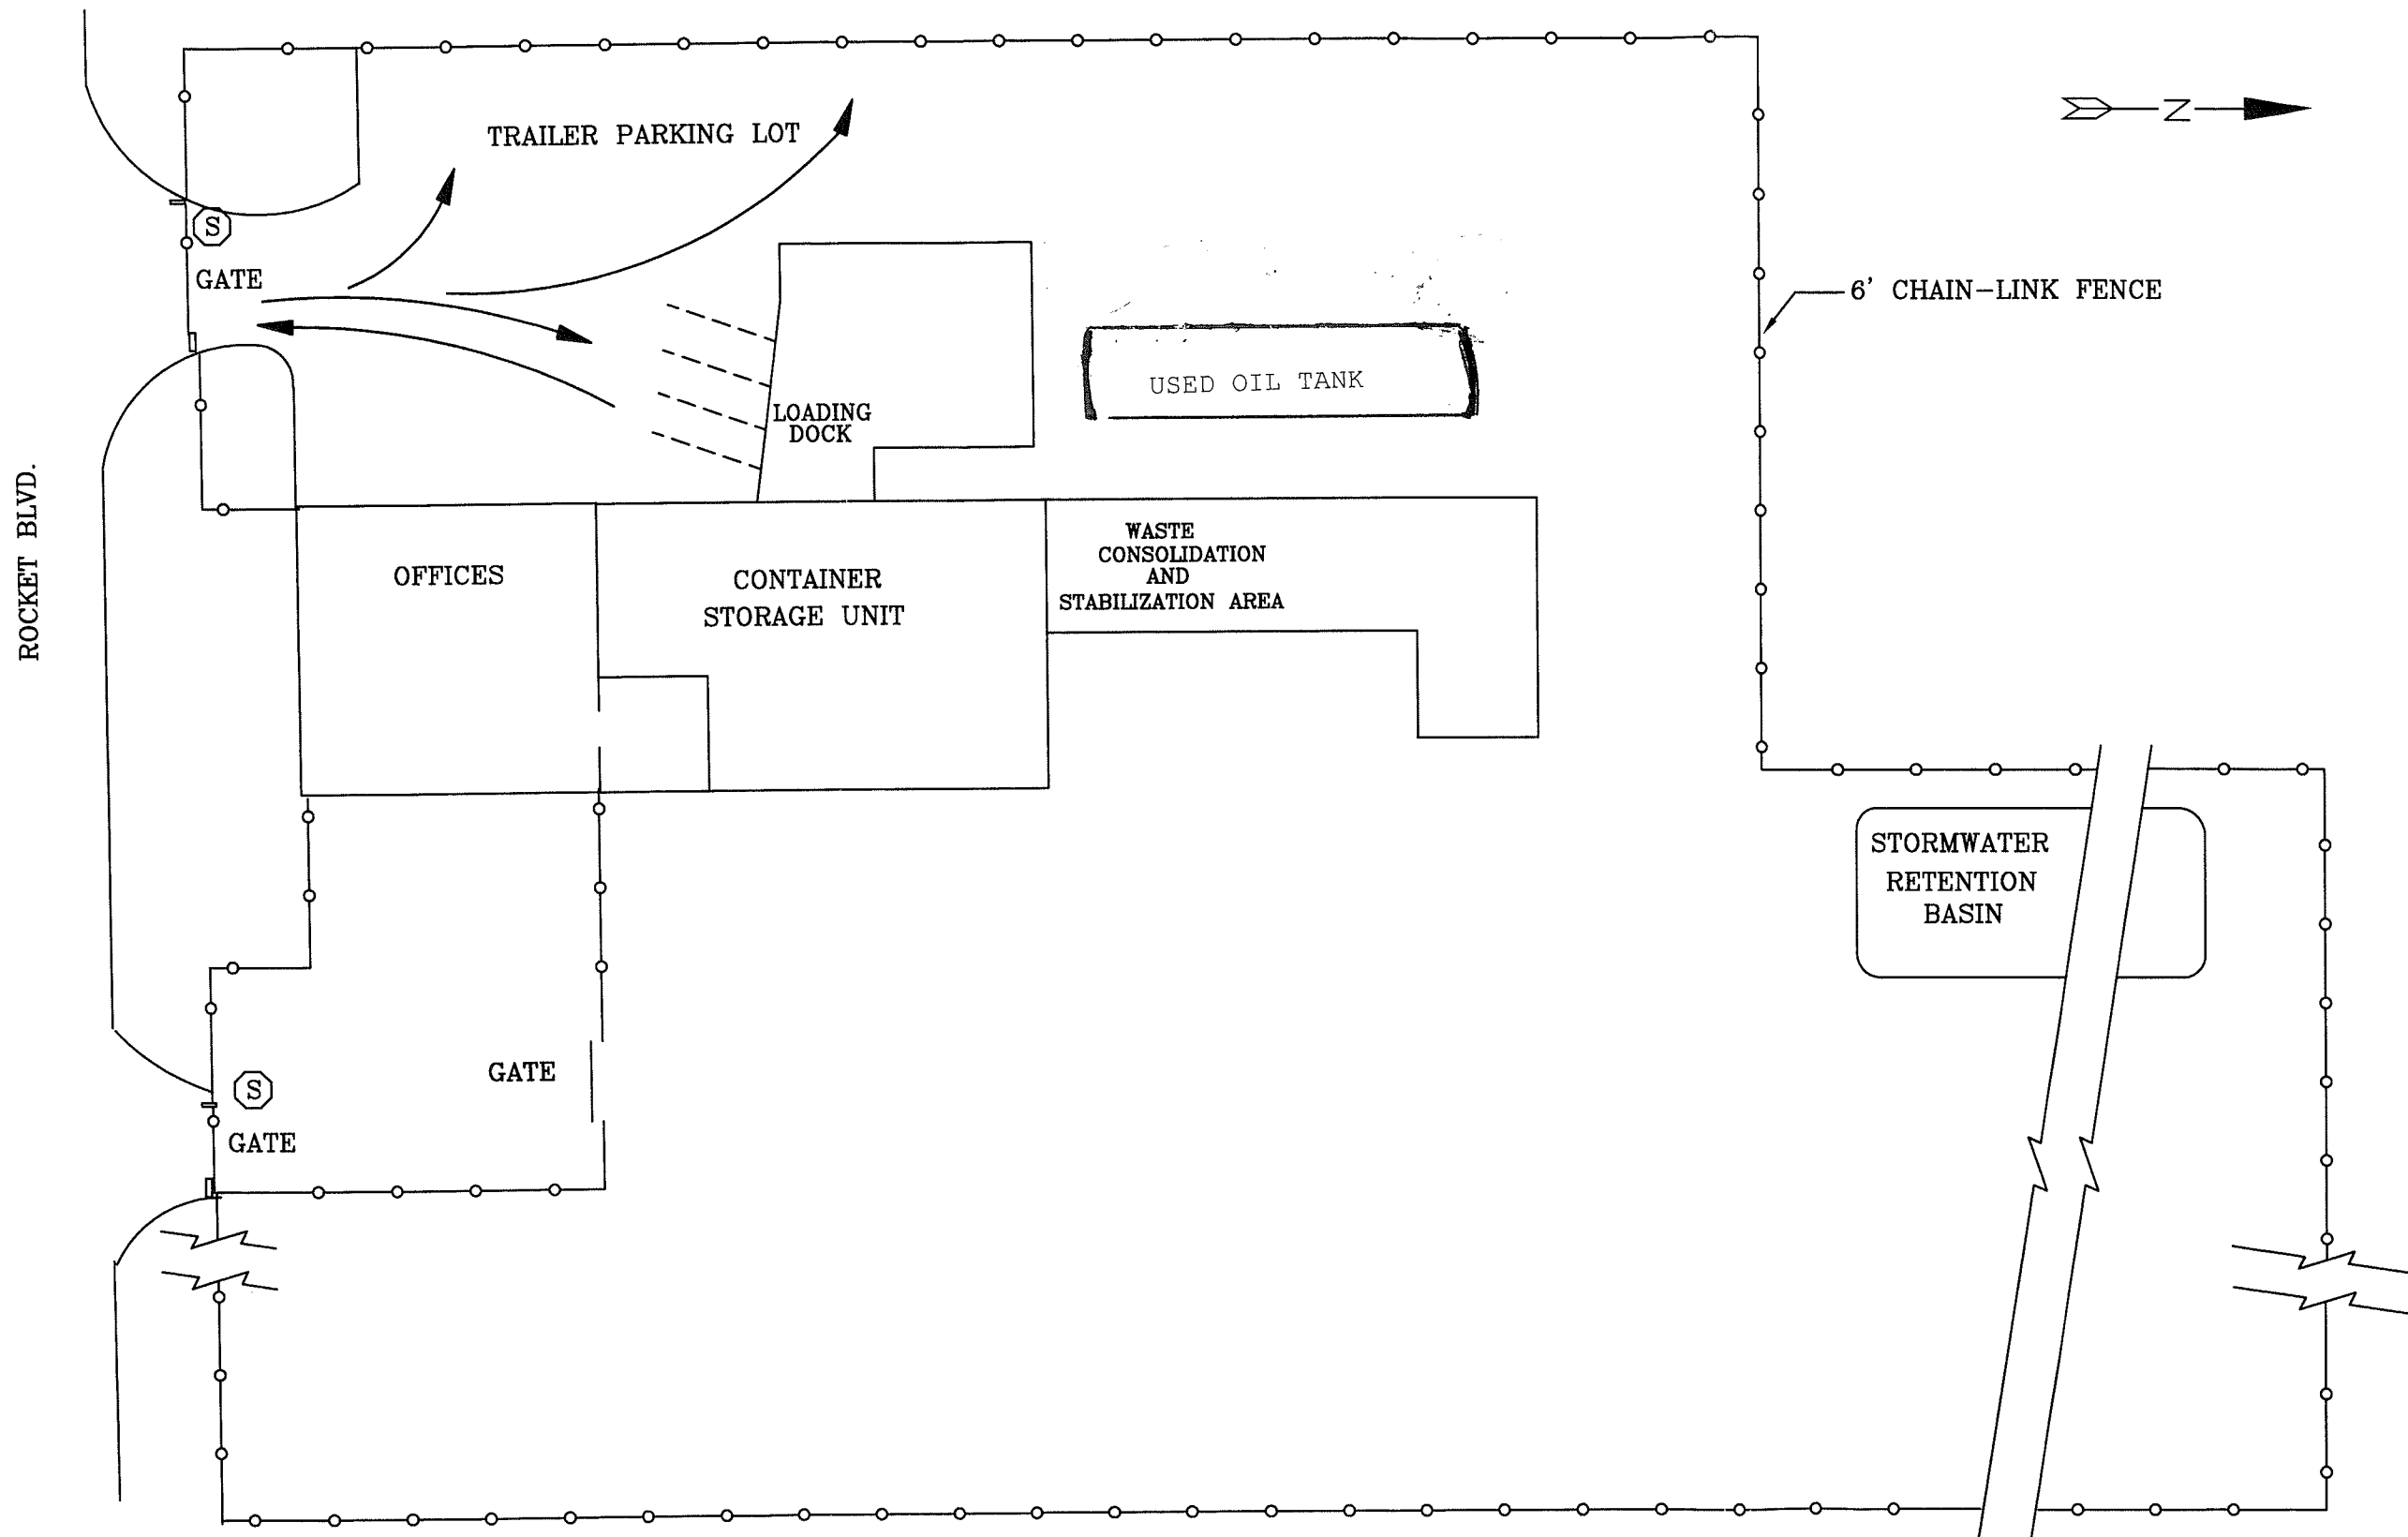 TRAILER PARKING LOT
Z
S
GATE
6' CHAIN-LINK FENCE
USED OIL TANK
LOADING
DOCK
ROCKET BLVD.
OFFICES
CONTAINER
STORAGE UNIT
WASTE
CONSOLIDATION
AND
STABILIZATION AREA
STORMWATER
RETENTION
BASIN
GATE
S
GATE